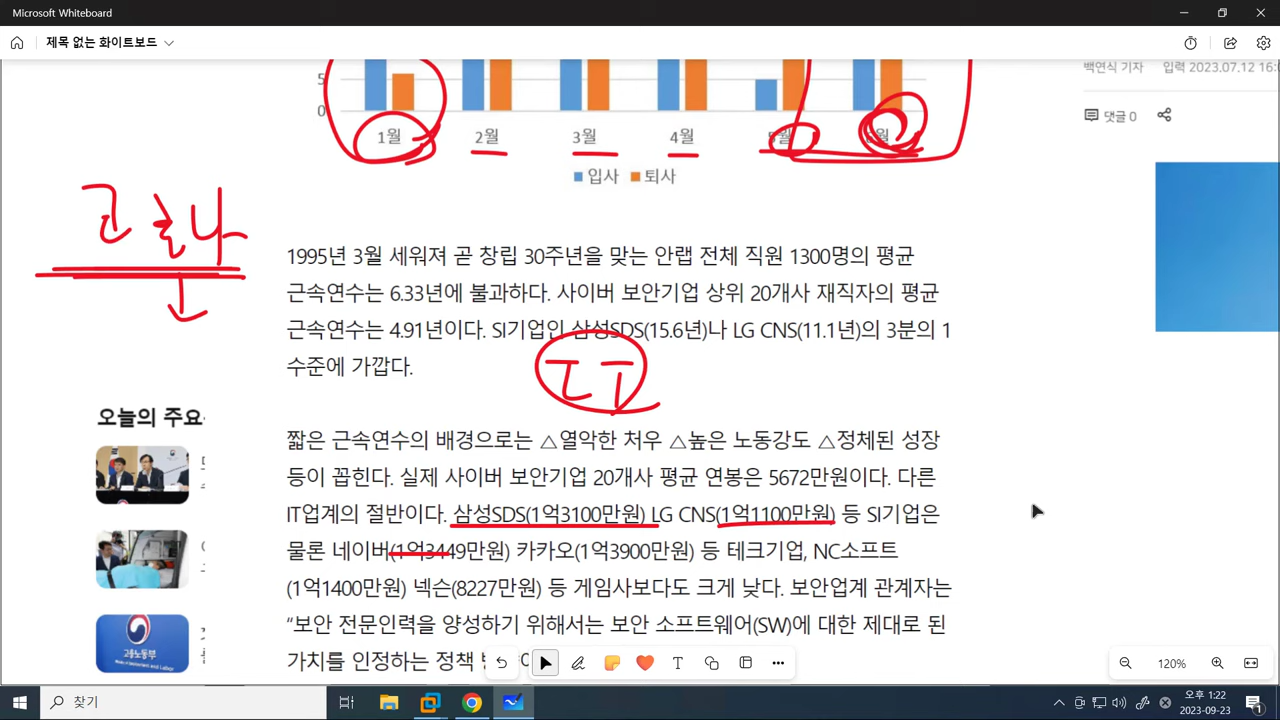 Microsoft Whiteboard
제목 없는 화이트보드
백연식 기자 입력 2023.07.12 16:
댓글 0
5
0
1월 2월 3월 4월 5월
입사 퇴사
1995년 3월 세워져 곧 창립 30주년을 맞는 안랩 전체 직원 1300명의 평균
근속연수는 6.33년에 불과하다. 사이버 보안기업 상위 20개사 재직자의 평균
근속연수는 4.91년이다. SI기업인 삼성SDS(15.6년)나 LG CNS(11.1년)의 3분의 1
수준에 가깝다.
오늘의 주요
짧은 근속연수의 배경으로는 △열악한 처우 △높은 노동강도 △정체된 성장
등이 꼽힌다. 실제 사이버 보안기업 20개사 평균 연봉은 5672만원이다. 다른
IT업계의 절반이다. 삼성SDS(1억3100만원) LG CNS(1억1100만원) 등 SI기업은
물론 네이버(1억3449만원) 카카오(1억3900만원) 등 테크기업, NC소프트
(1억1400만원) 넥슨(8227만원) 등 게임사보다도 크게 낮다. 보안업계 관계자는
“보안 전문인력을 양성하기 위해서는 보안 소프트웨어(SW)에 대한 제대로 된
가치를 인정하는 정책
고용노동부
120%
찾기
오후 1:22
2023-09-23